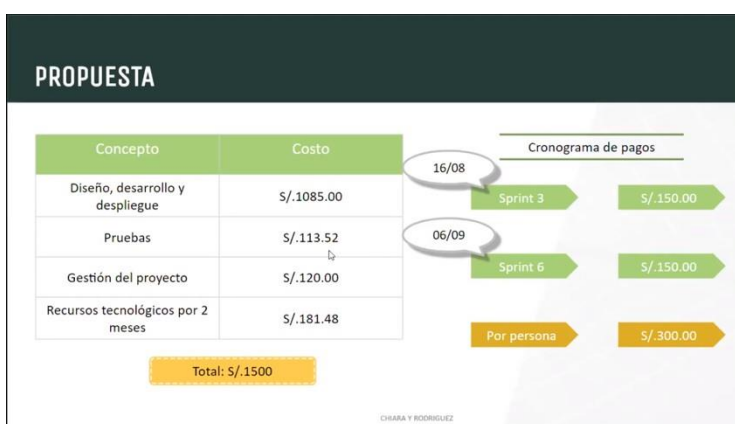 PROPUESTA
Concepto
Costo
Diseño, desarrollo y
despliegue
S/.1085.00
Pruebas
S/.113.52
Gestión del proyecto
S/.120.00
Recursos tecnológicos por 2
meses
S/.181.48
Total: S/.1500
Cronograma de pagos
16/08
Sprint 3
S/.150.00
06/09
Sprint 6
S/.150.00
Por persona
S/.300.00
CHIARA Y RODRIGUEZ